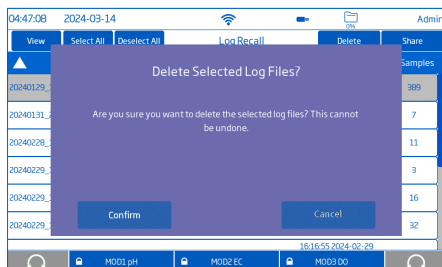 04:47:08 2024-03-14 0% Admin
View Select All Deselect All Log Recall Delete Share
Samples
Delete Selected Log Files?
20240129_ 389
20240131_ 7
Are you sure you want to delete the selected log files? This cannot
be undone.
20240228_ 11
20240229_ 3
20240229_ 16
20240229_ 32
Confirm Cancel
16:16:55 2024-02-29
MOD1 pH MOD2 EC MOD3 DO